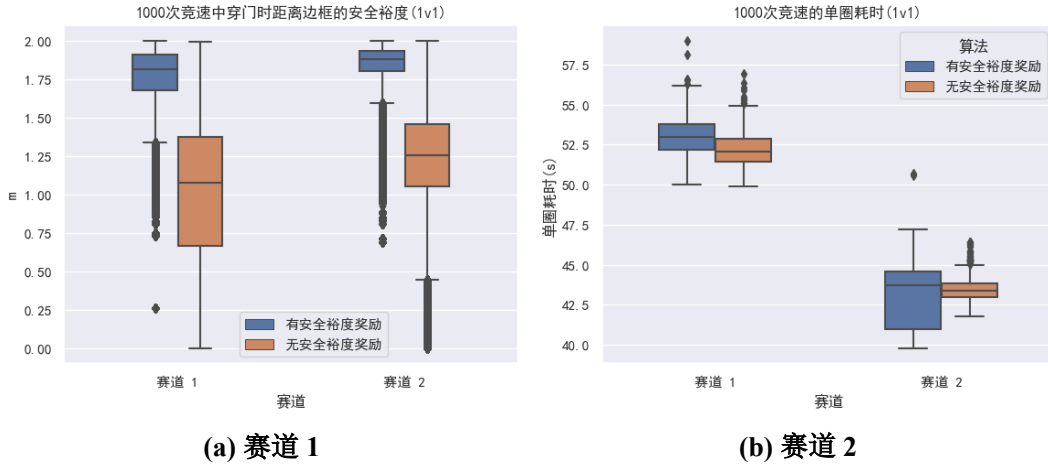 1000次竞速中穿门时距离边框的安全裕度(1v1)
2.00
1.75
1.50
1.25
1.00
0.75
0.50
0.25
0.00
m
有安全裕度奖励
无安全裕度奖励
赛道 1
赛道 2
赛道
(a) 赛道 1
1000次竞速的单圈耗时(1v1)
57.5
55.0
52.5
50.0
47.5
45.0
42.5
40.0
单圈耗时(s)
算法
有安全裕度奖励
无安全裕度奖励
赛道 1
赛道 2
赛道
(b) 赛道 2